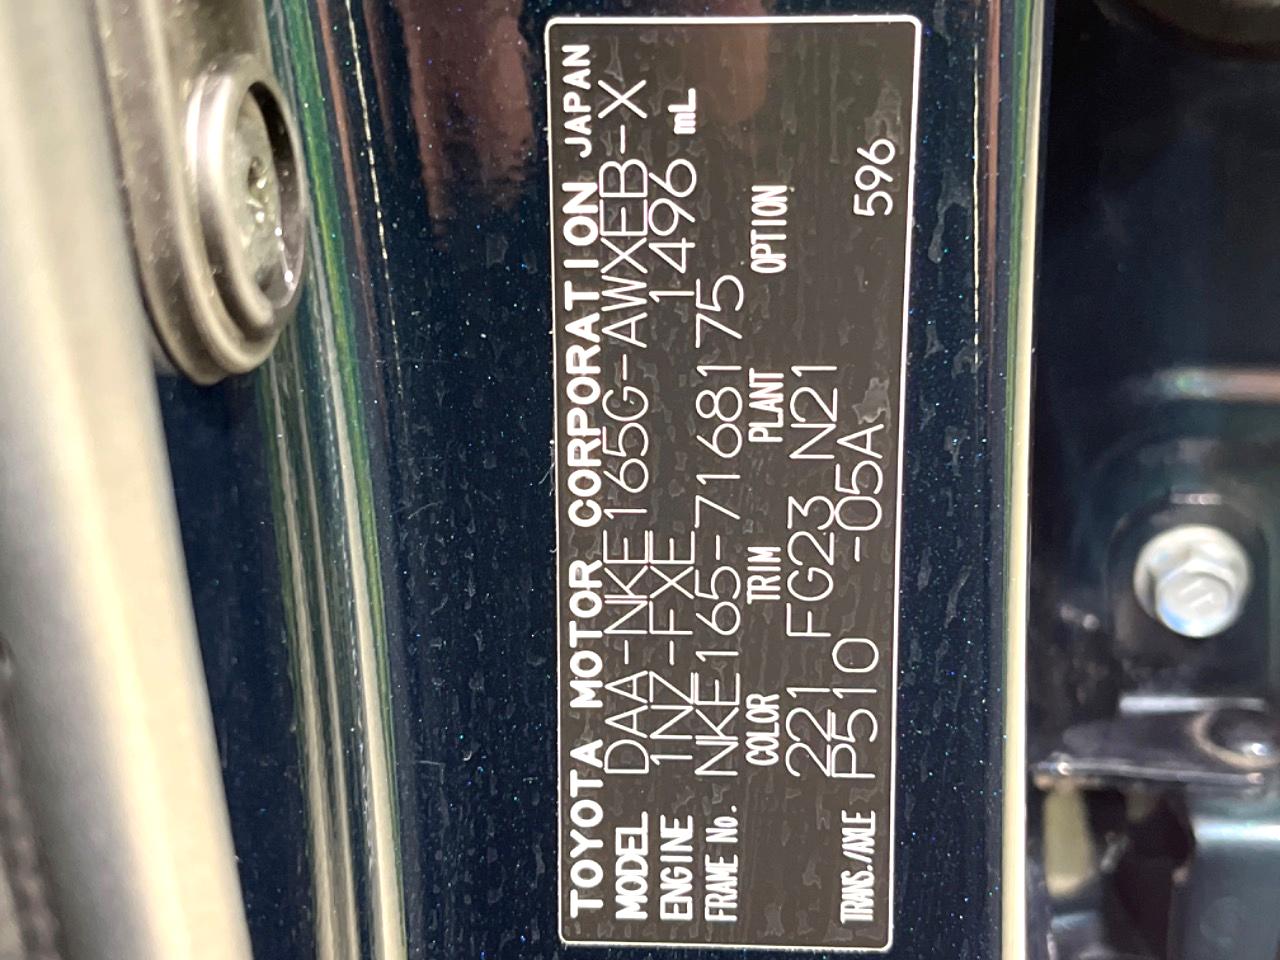 TOYOTA MOTOR CORPORATION JAPAN
MODEL DAA-NKE165G-AWXEB-X
ENGINE 1NZ-FXE 1496 mL
FRAME No. NKE165-7168175
COLOR TRIM PLANT OPTION
221 FG23 N21
TRANS./AXLE P510 -05A 596